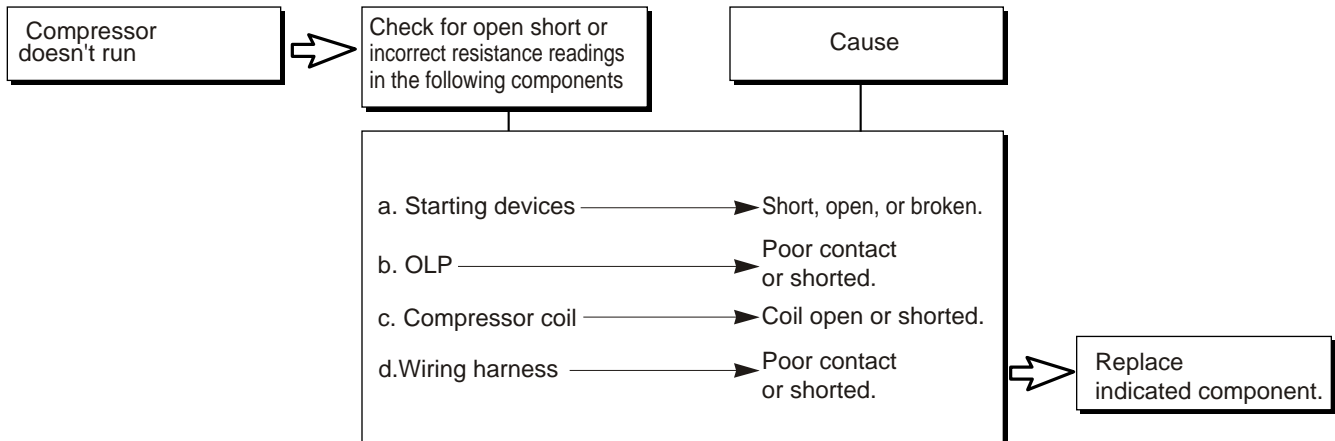 Compressor
doesn't run
Check for open short or
incorrect resistance readings
in the following components
Cause
a. Starting devices
Short, open, or broken.
b. OLP
Poor contact
or shorted.
c. Compressor coil
Coil open or shorted.
d.Wiring harness
Poor contact
or shorted.
Replace
indicated component.